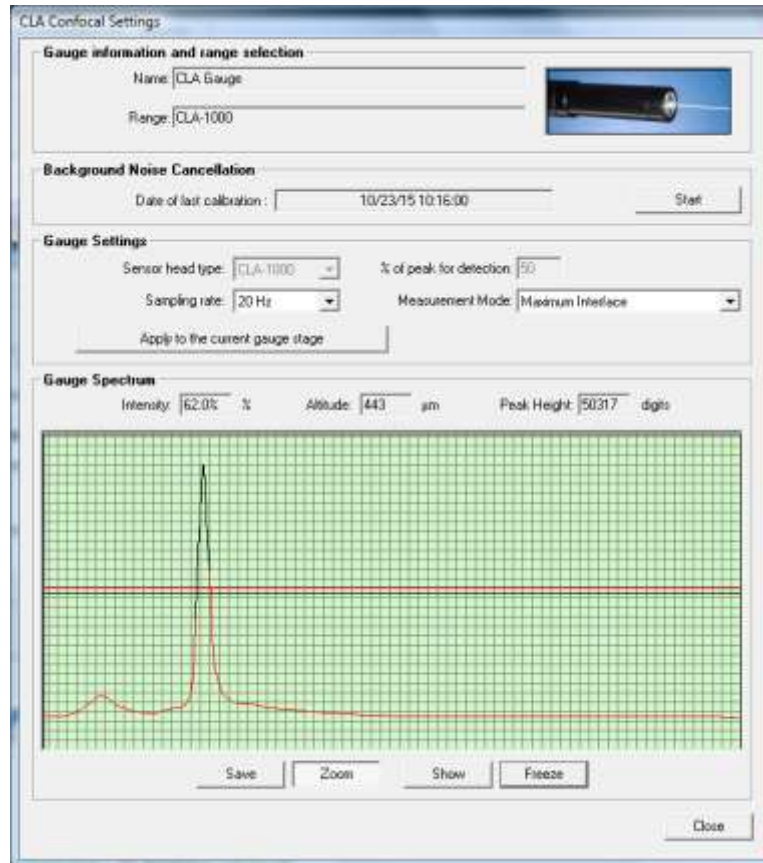 CLA Confocal Settings
Gauge information and range selection
Name: CLA Gauge
Range: CLA-1000
Background Noise Cancellation
Date of last calibration : 10/23/15 10:16:00 Start
Gauge Settings
Sensor head type: CLA-1000 % of peak for detection: 50
Sampling rate: 20 Hz Measurement Mode: Maximum Interface
Apply to the current gauge stage
Gauge Spectrum
Intensity: 62.0% % Altitude: 443 µm Peak Height: 50317 digits
Save Zoom Show Freeze
Close